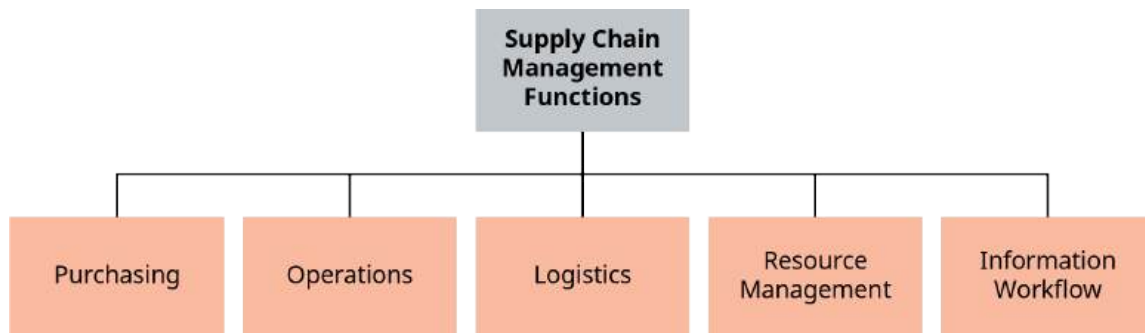 Supply Chain
Management
Functions
Purchasing
Operations
Logistics
Resource
Management
Information
Workflow